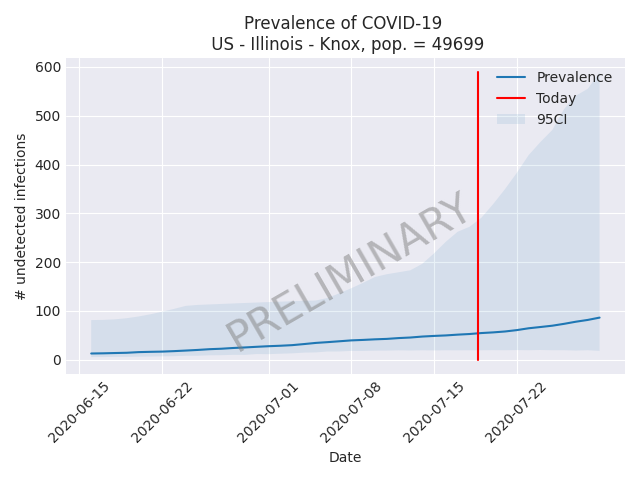 Prevalence of COVID-19
US - Illinois - Knox, pop. = 49699
600
500
400
300
200
100
0
# undetected infections
Prevalence
Today
95CI
PRELIMINARY
2020-06-15
2020-06-22
2020-07-01
2020-07-08
2020-07-15
2020-07-22
Date